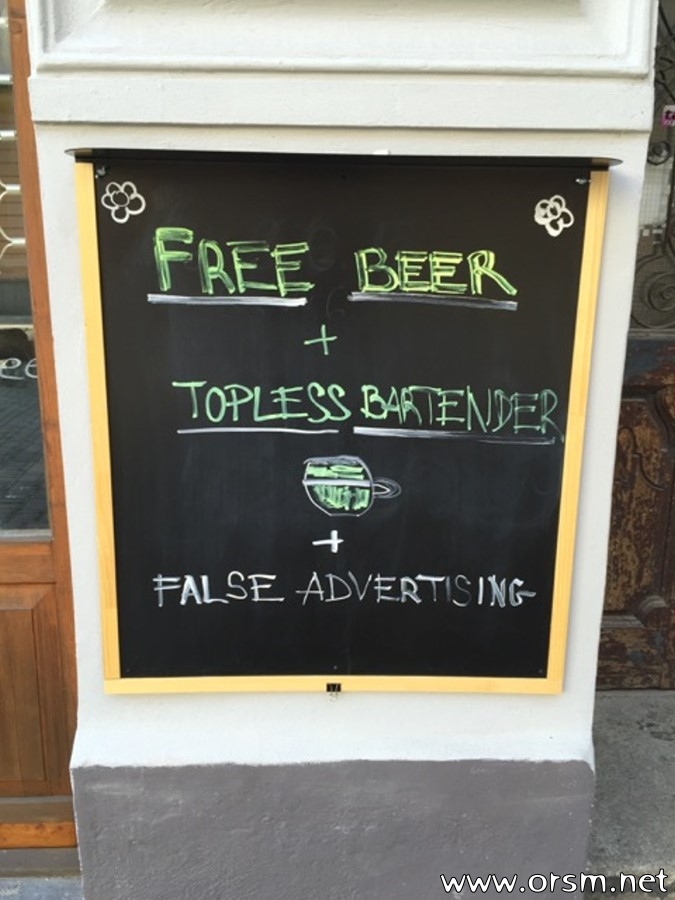 FREE BEER
+
TOPLESS BARTENDER
+
FALSE ADVERTISING
www.orsm.net